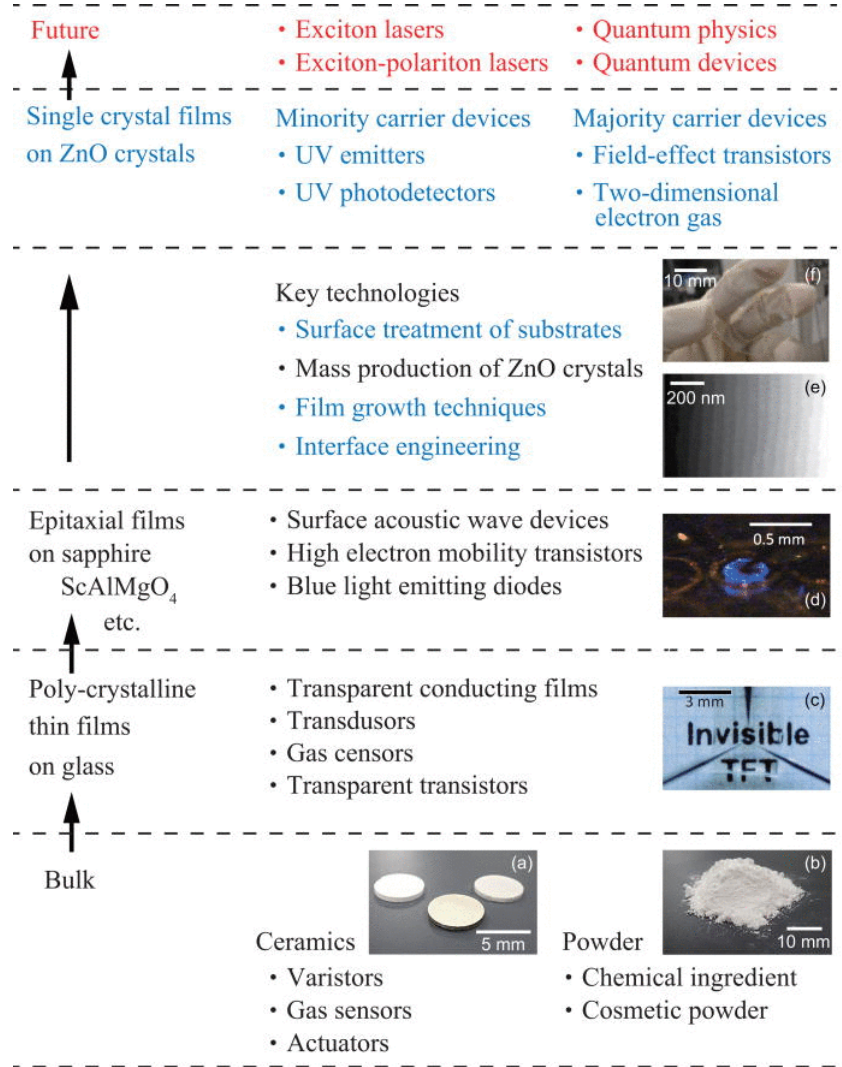 Future
• Exciton lasers
• Exciton-polariton lasers
• Quantum physics
• Quantum devices
Single crystal films
on ZnO crystals
Minority carrier devices
• UV emitters
• UV photodetectors
Majority carrier devices
• Field-effect transistors
• Two-dimensional
electron gas
Key technologies
• Surface treatment of substrates
• Mass production of ZnO crystals
• Film growth techniques
• Interface engineering
10 mm
(f)
200 nm
(e)
Epitaxial films
on sapphire
ScAlMgO₄
etc.
• Surface acoustic wave devices
• High electron mobility transistors
• Blue light emitting diodes
0.5 mm
(d)
Poly-crystalline
thin films
on glass
• Transparent conducting films
• Transdusors
• Gas censors
• Transparent transistors
3 mm
(c)
Invisible
TFT
Bulk
(a)
5 mm
Ceramics
• Varistors
• Gas sensors
• Actuators
(b)
10 mm
Powder
• Chemical ingredient
• Cosmetic powder